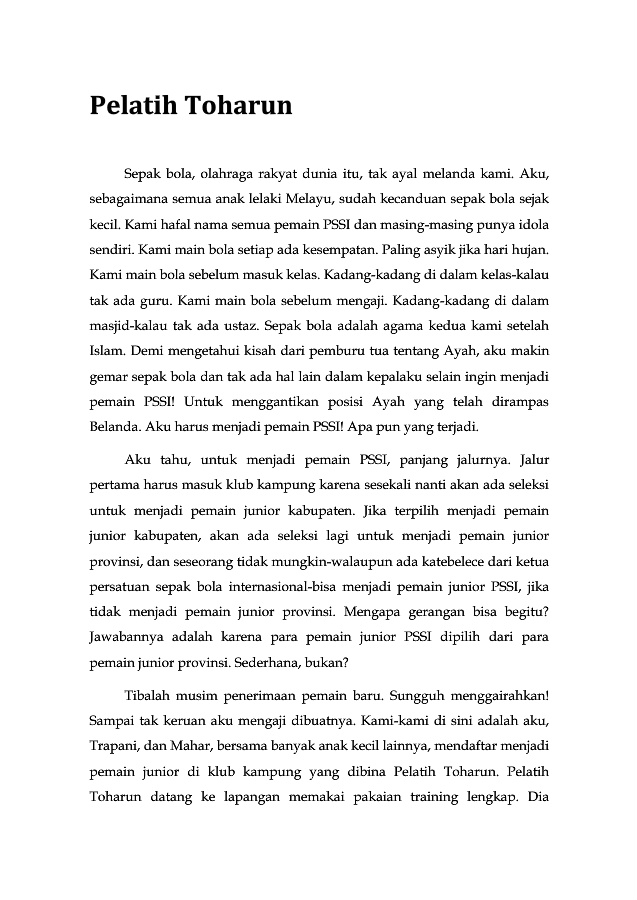 Pelatih Toharun
Sepak bola, olahraga rakyat dunia itu, tak ayal melanda kami. Aku,
sebagaimana semua anak lelaki Melayu, sudah kecanduan sepak bola sejak
kecil. Kami hafal nama semua pemain PSSI dan masing-masing punya idola
sendiri. Kami main bola setiap ada kesempatan. Paling asyik jika hari hujan.
Kami main bola sebelum masuk kelas. Kadang-kadang di dalam kelas-kalau
tak ada guru. Kami main bola sebelum mengaji. Kadang-kadang di dalam
masjid-kalau tak ada ustaz. Sepak bola adalah agama kedua kami setelah
Islam. Demi mengetahui kisah dari pemburu tua tentang Ayah, aku makin
gemar sepak bola dan tak ada hal lain dalam kepalaku selain ingin menjadi
pemain PSSI! Untuk menggantikan posisi Ayah yang telah dirampas
Belanda. Aku harus menjadi pemain PSSI! Apa pun yang terjadi.
Aku tahu, untuk menjadi pemain PSSI, panjang jalurnya. Jalur
pertama harus masuk klub kampung karena sesekali nanti akan ada seleksi
untuk menjadi pemain junior kabupaten. Jika terpilih menjadi pemain
junior kabupaten, akan ada seleksi lagi untuk menjadi pemain junior
provinsi, dan seseorang tidak mungkin-walaupun ada katebelece dari ketua
persatuan sepak bola internasional-bisa menjadi pemain junior PSSI, jika
tidak menjadi pemain junior provinsi. Mengapa gerangan bisa begitu?
Jawabannya adalah karena para pemain junior PSSI dipilih dari para
pemain junior provinsi. Sederhana, bukan?
Tibalah musim penerimaan pemain baru. Sungguh menggairahkan!
Sampai tak keruan aku mengaji dibuatnya. Kami-kami di sini adalah aku,
Trapani, dan Mahar, bersama banyak anak kecil lainnya, mendaftar menjadi
pemain junior di klub kampung yang dibina Pelatih Toharun. Pelatih
Toharun datang ke lapangan memakai pakaian training lengkap. Dia